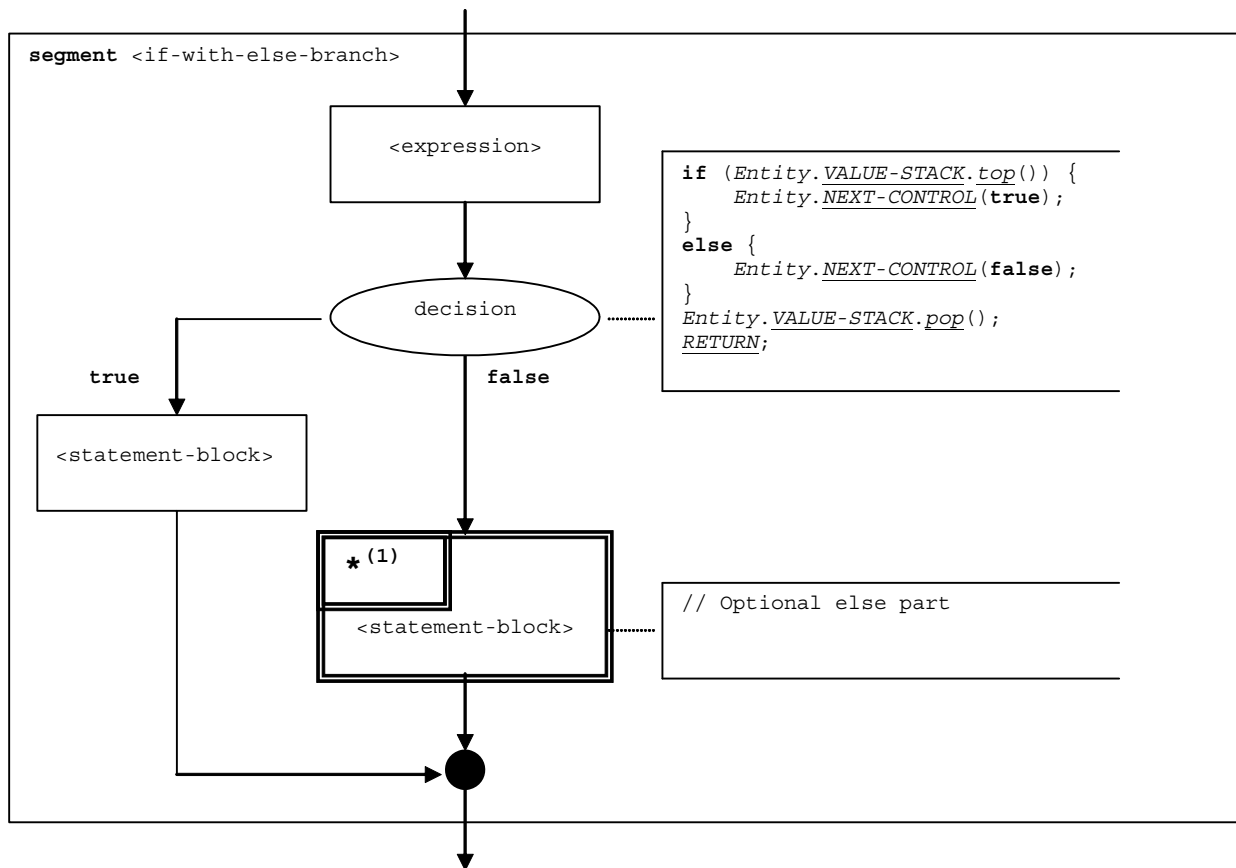 segment <if-with-else-branch>
<expression>
if (Entity.VALUE-STACK.top()) {
Entity.NEXT-CONTROL(true);
}
else {
Entity.NEXT-CONTROL(false);
}
Entity.VALUE-STACK.pop();
RETURN;
decision
true
false
<statement-block>
*(1)
<statement-block>
// Optional else part